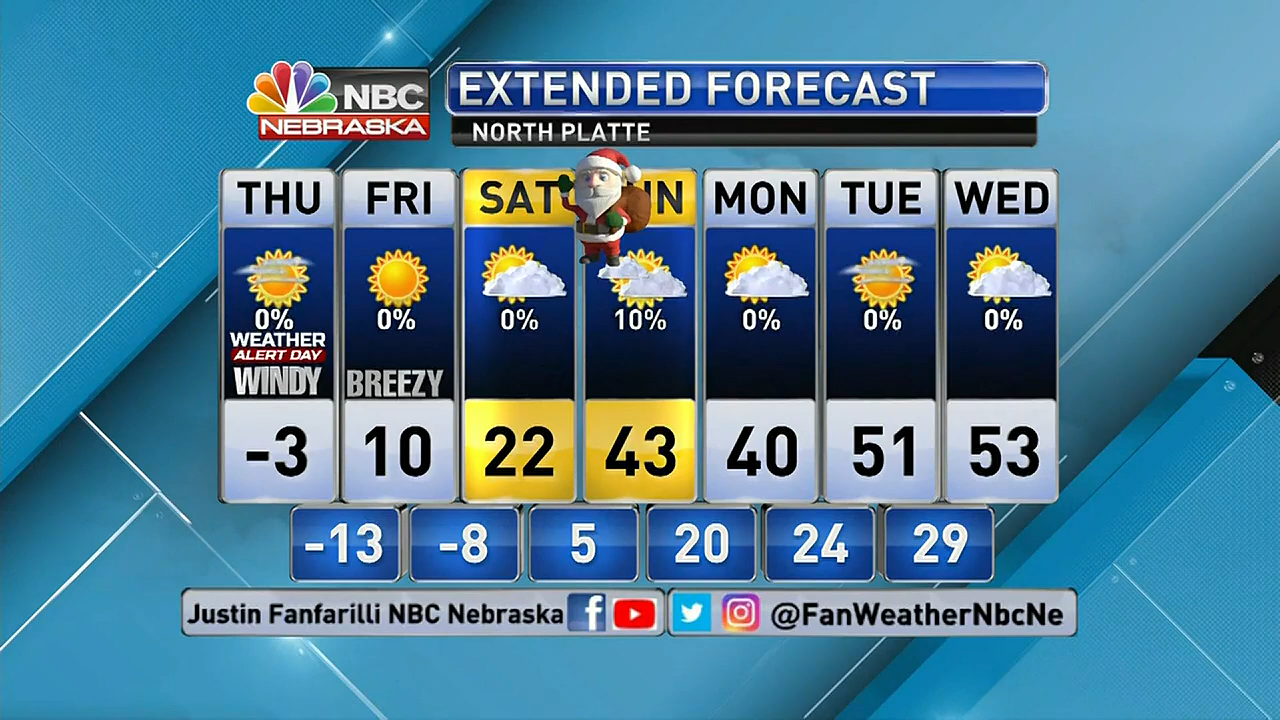 NBC
NEBRASKA
EXTENDED FORECAST
NORTH PLATTE
THU FRI SAT UN MON TUE WED
0% 0% 0% 10% 0% 0% 0%
WEATHER
ALERT DAY
WINDY BREEZY
-3 10 22 43 40 51 53
-13 -8 5 20 24 29
Justin Fanfarilli NBC Nebraska @FanWeatherNbcNe